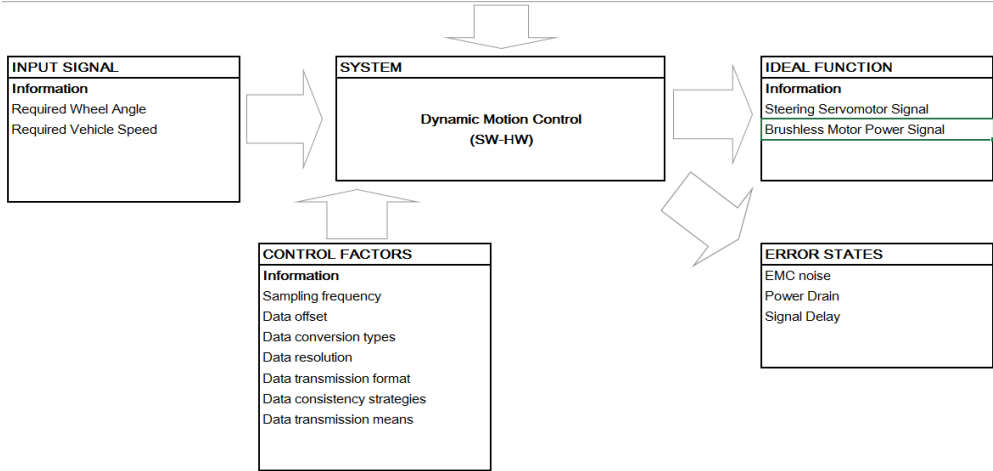 INPUT SIGNAL
Information
Required Wheel Angle
Required Vehicle Speed
SYSTEM
Dynamic Motion Control
(SW-HW)
IDEAL FUNCTION
Information
Steering Servomotor Signal
Brushless Motor Power Signal
CONTROL FACTORS
Information
Sampling frequency
Data offset
Data conversion types
Data resolution
Data transmission format
Data consistency strategies
Data transmission means
ERROR STATES
EMC noise
Power Drain
Signal Delay